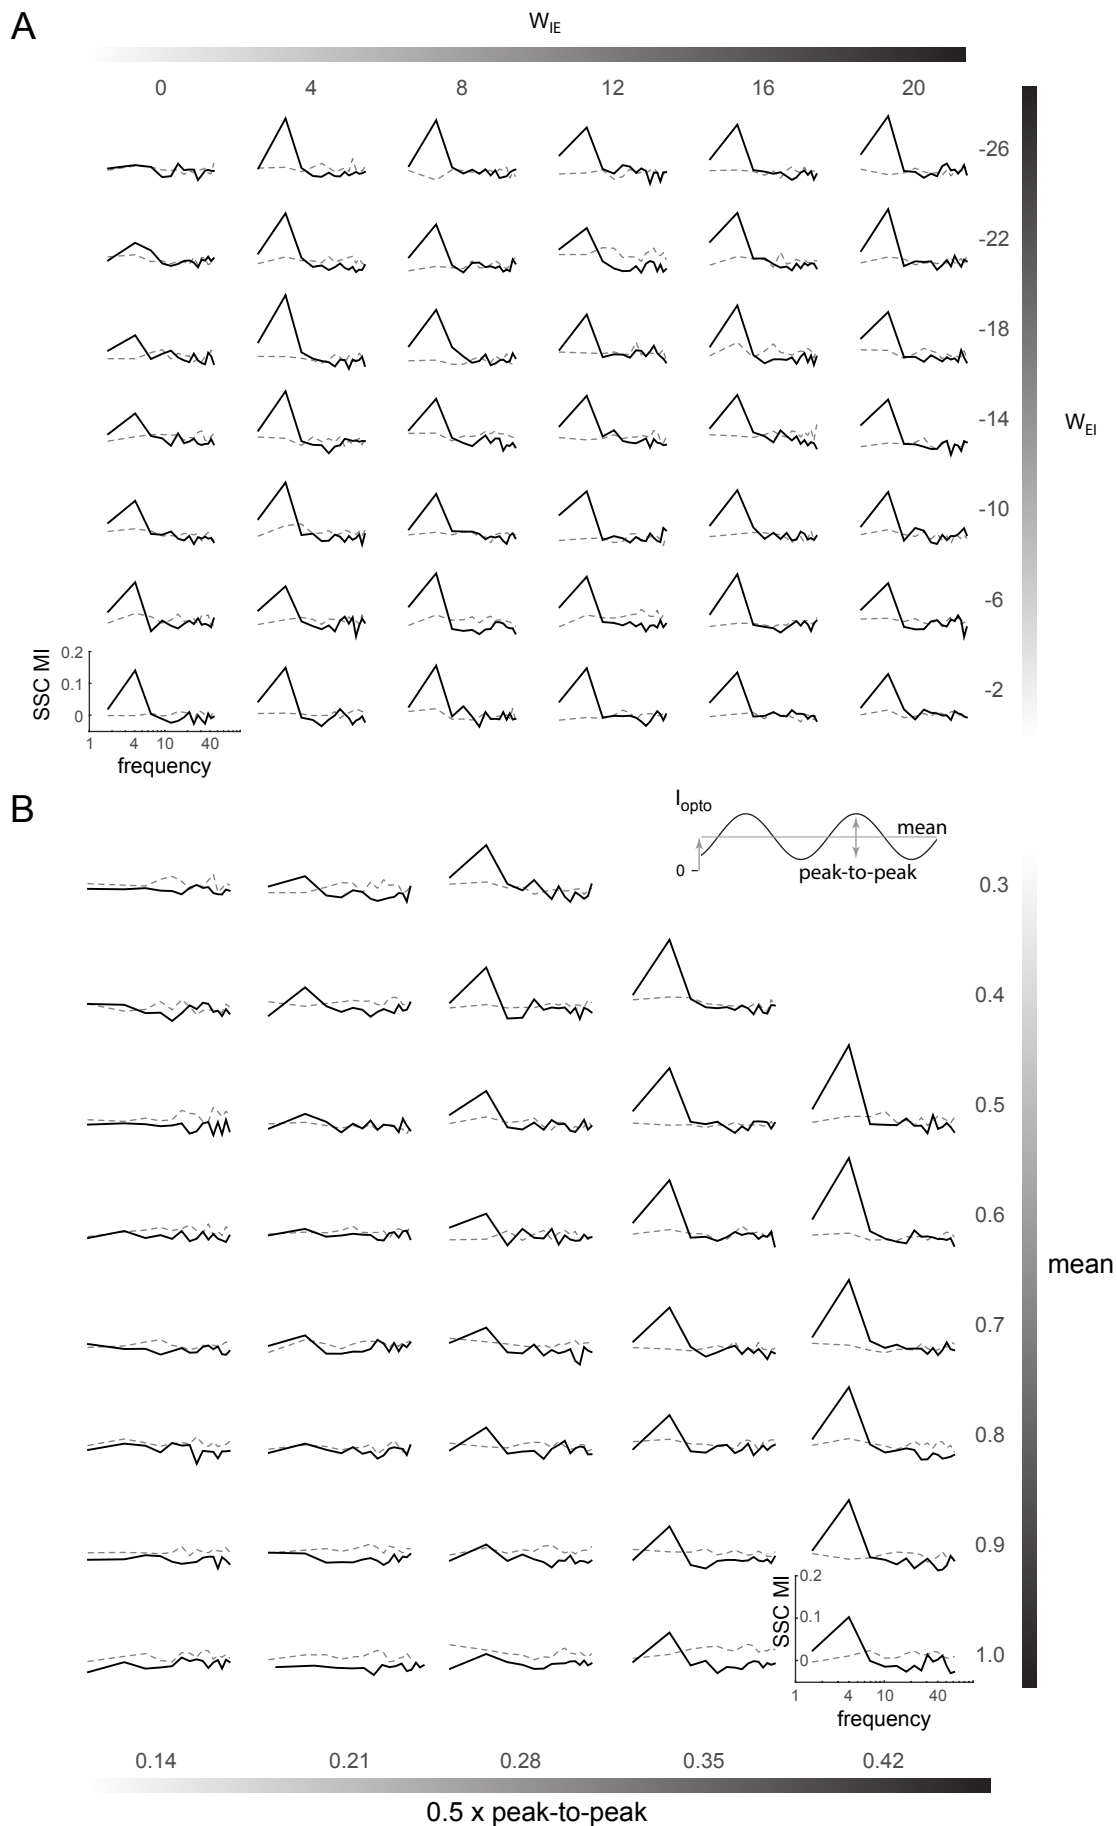 A
W_IE
0 4 8 12 16 20
-26
-22
-18
-14
W_EI
-10
-6
-2
SSC MI
0.2
0.1
0
1 4 10 40
frequency
B
I_opto
mean
0
peak-to-peak
0.3
0.4
0.5
0.6
mean
0.7
0.8
0.9
1.0
SSC MI
0.2
0.1
0
1 4 10 40
frequency
0.14 0.21 0.28 0.35 0.42
0.5 x peak-to-peak